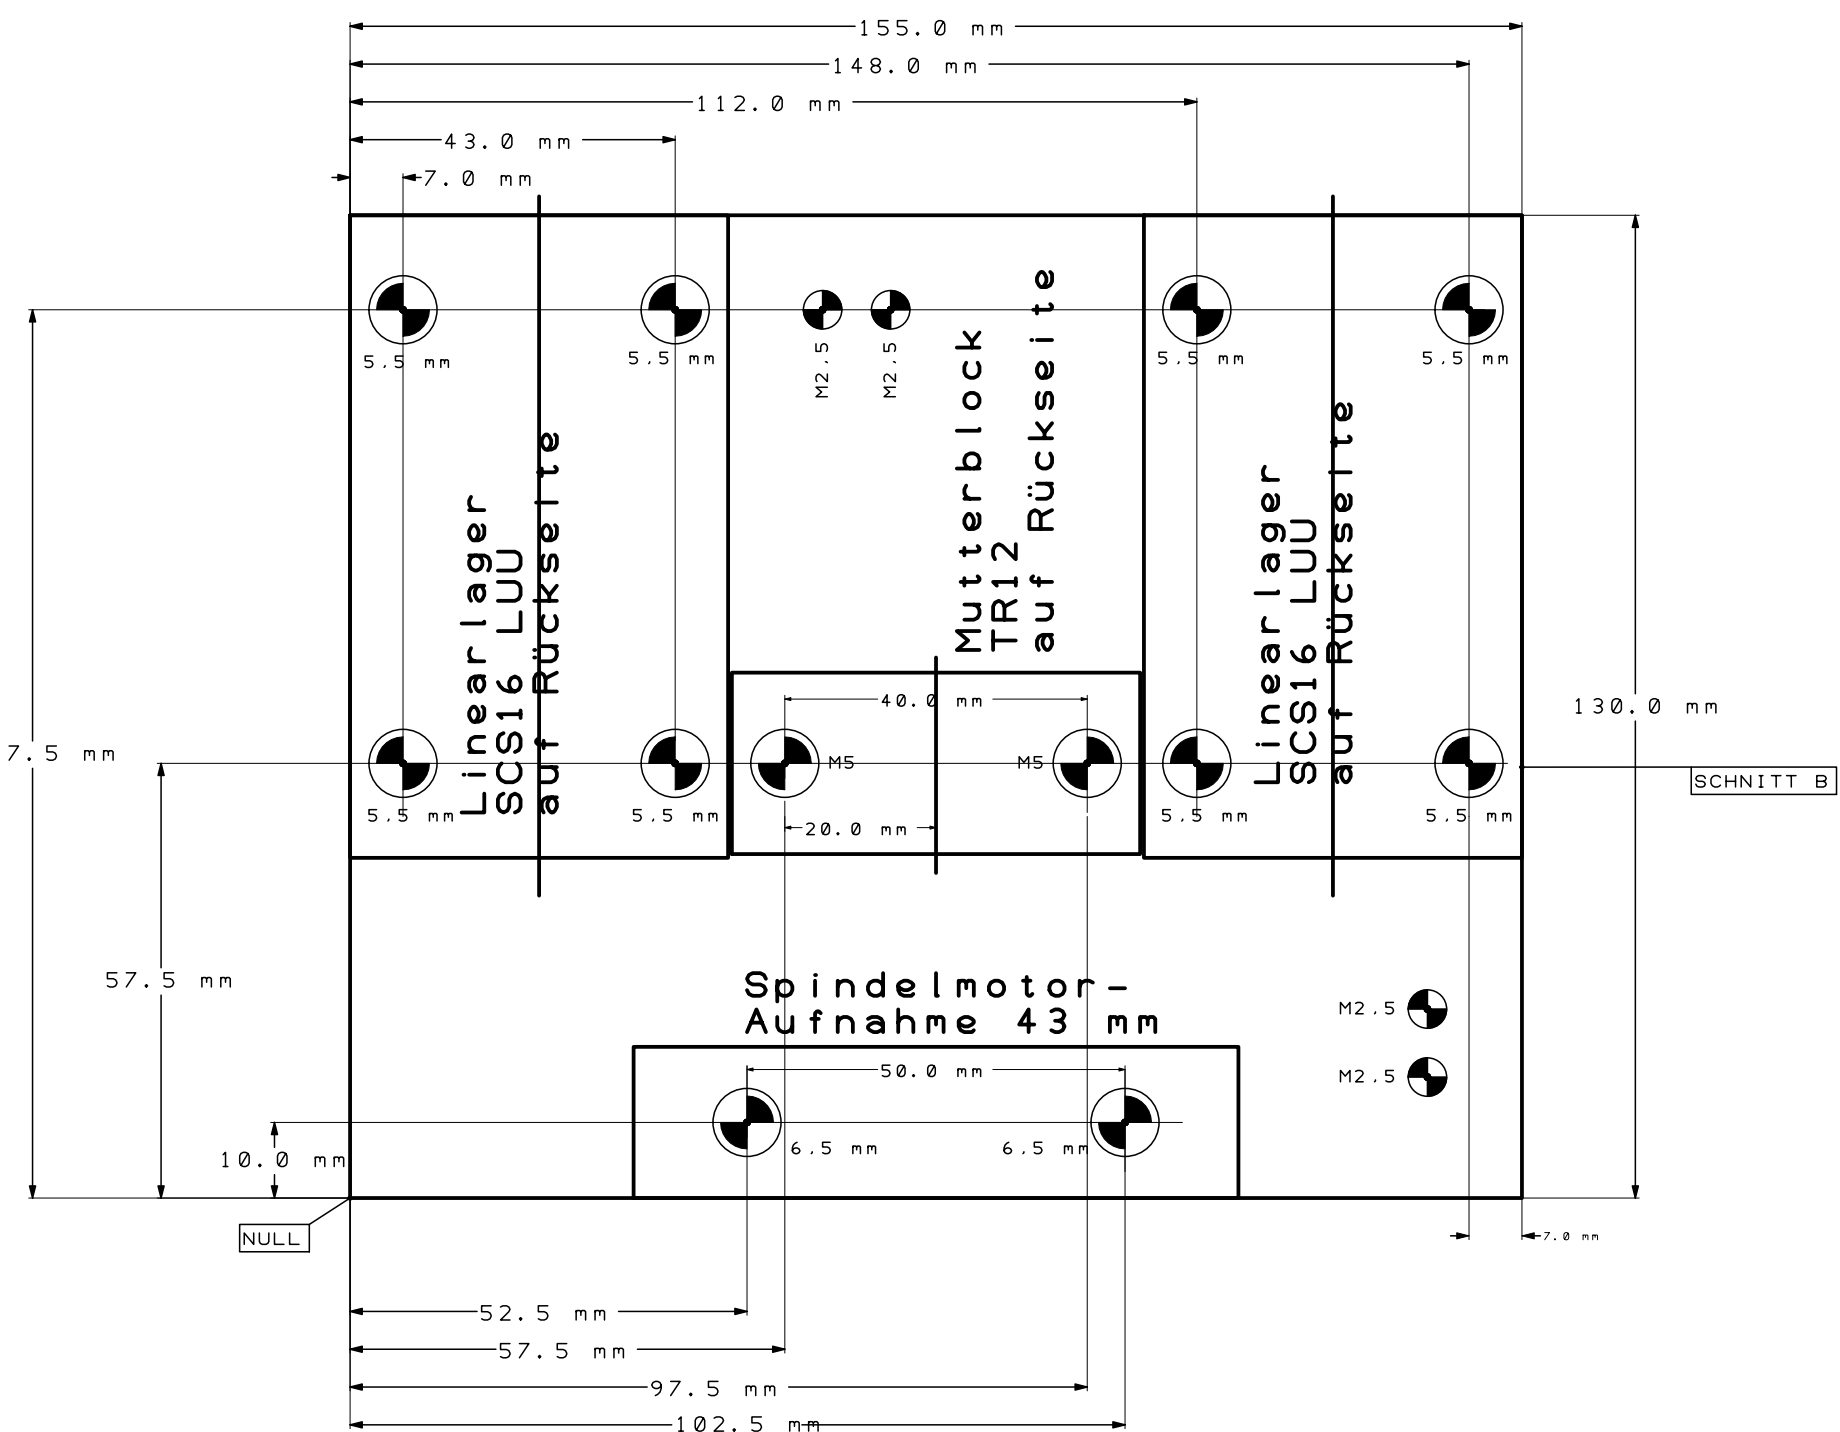 155.0 mm
148.0 mm
112.0 mm
43.0 mm
7.0 mm
5.5 mm
5.5 mm
M2.5
M2.5
5.5 mm
5.5 mm
Linearlager
SCS16 LUU
auf Rückseite
Mutterblock
TR12
auf Rückseite
Linearlager
SCS16 LUU
auf Rückseite
40.0 mm
130.0 mm
7.5 mm
M5
M5
SCHNITT B
5.5 mm
5.5 mm
20.0 mm
5.5 mm
5.5 mm
57.5 mm
Spindelmotor-
Aufnahme 43 mm
M2.5
M2.5
50.0 mm
10.0 mm
6.5 mm
6.5 mm
NULL
7.0 mm
52.5 mm
57.5 mm
97.5 mm
102.5 mm